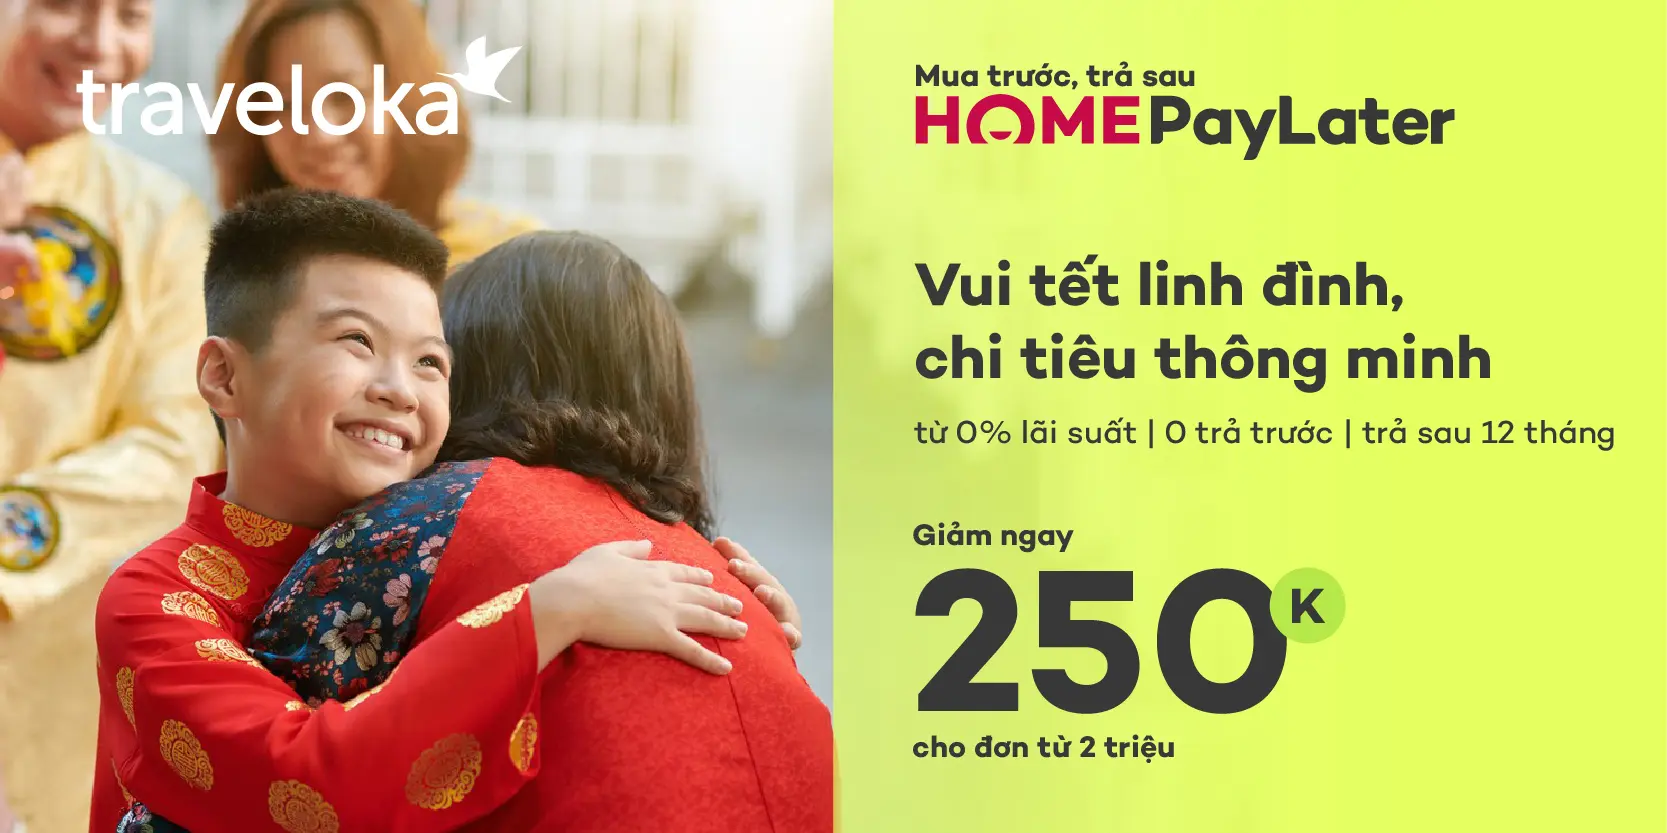 traveloka
Mua trước, trả sau
HOME PayLater
Vui tết linh đình,
chi tiêu thông minh
từ 0% lãi suất | 0 trả trước | trả sau 12 tháng
Giảm ngay
250K
cho đơn từ 2 triệu